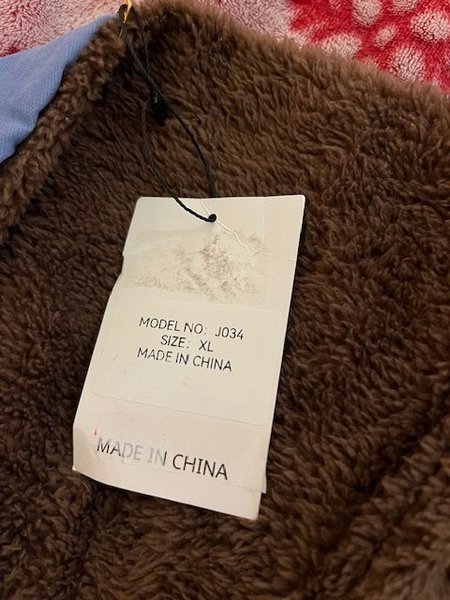 MODEL NO: J034
SIZE: XL
MADE IN CHINA
MADE IN CHINA